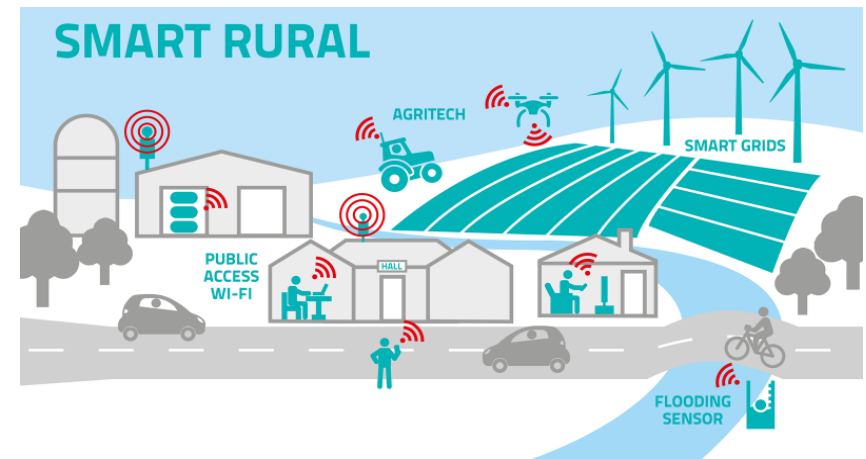 SMART RURAL
AGRITECH
SMART GRIDS
PUBLIC
ACCESS
WI-FI
HALL
FLOODING
SENSOR